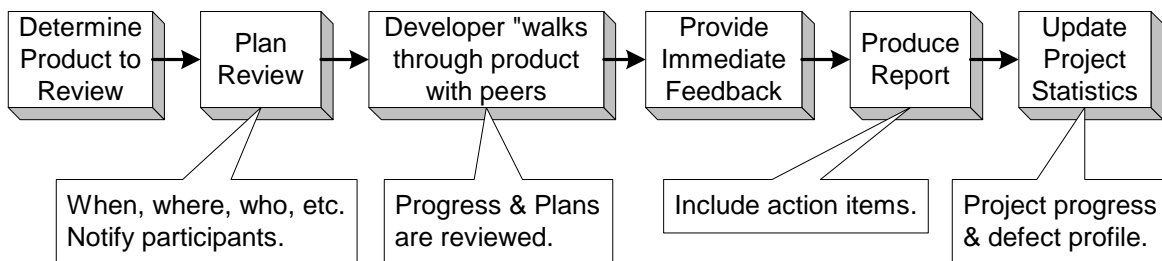 Determine
Product to
Review
Plan
Review
Developer "walks
through product
with peers
Provide
Immediate
Feedback
Produce
Report
Update
Project
Statistics
When, where, who, etc.
Notify participants.
Progress & Plans
are reviewed.
Include action items.
Project progress
& defect profile.